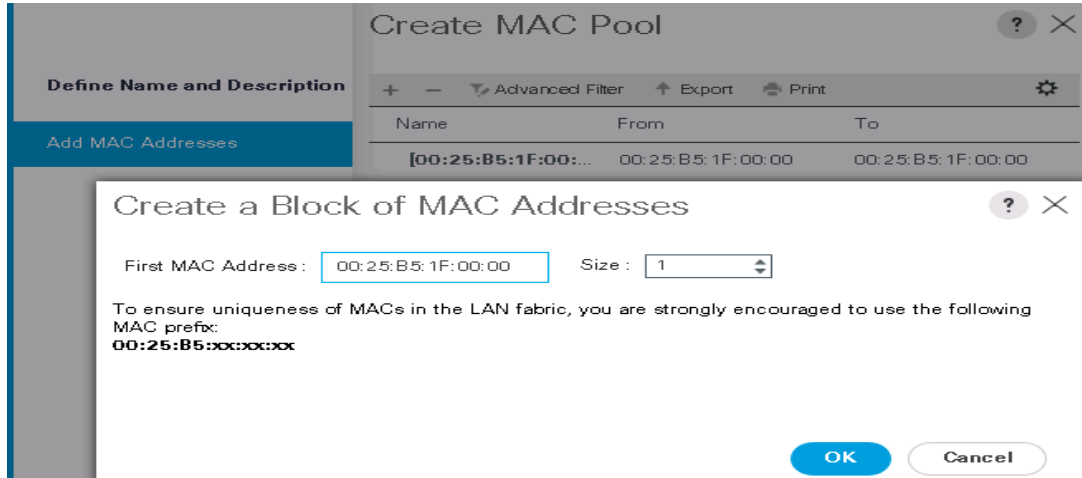 Create MAC Pool ?
Define Name and Description
+ − Advanced Filter Export Print
Add MAC Addresses
Name From To
[00:25:B5:1F:00:... 00:25:B5:1F:00:00 00:25:B5:1F:00:00
Create a Block of MAC Addresses ?
First MAC Address : 00:25:B5:1F:00:00 Size : 1
To ensure uniqueness of MACs in the LAN fabric, you are strongly encouraged to use the following
MAC prefix:
00:25:B5:xx:xx:xx
OK Cancel